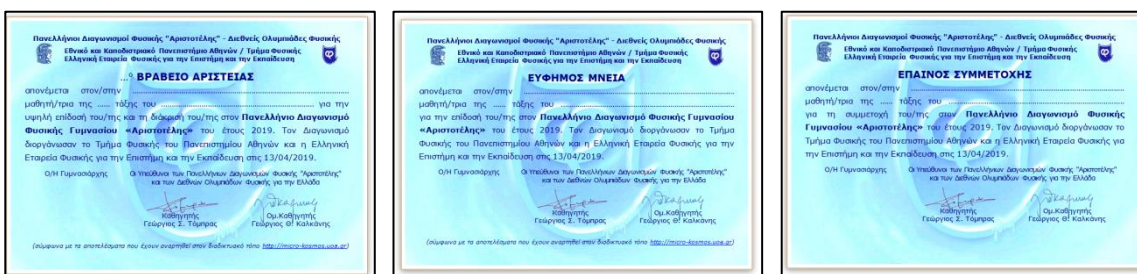 Πανελλήνιοι Διαγωνισμοί Φυσικής "Αριστοτέλης" - Διεθνείς Ολυμπιάδες Φυσικής
Εθνικό και Καποδιστριακό Πανεπιστήμιο Αθηνών / Τμήμα Φυσικής
Ελληνική Εταιρεία Φυσικής για την Επιστήμη και την Εκπαίδευση
...ο ΒΡΑΒΕΙΟ ΑΡΙΣΤΕΙΑΣ
απονέμεται στον/στην ..........
μαθητή/τρια της ..... τάξης του .......... για την
υψηλή επίδοσή του/της και τη διάκρισή του/της στον Πανελλήνιο Διαγωνισμό
Φυσικής Γυμνασίου «Αριστοτέλης» του έτους 2019. Τον Διαγωνισμό
διοργάνωσαν το Τμήμα Φυσικής του Πανεπιστημίου Αθηνών και η Ελληνική
Εταιρεία Φυσικής για την Επιστήμη και την Εκπαίδευση στις 13/04/2019.
Ο/Η Γυμνασιάρχης Οι Υπεύθυνοι των Πανελληνίων Διαγωνισμών Φυσικής "Αριστοτέλης"
και των Διεθνών Ολυμπιάδων Φυσικής για την Ελλάδα
Καθηγητής Ομ.Καθηγητής
Γεώργιος Σ. Τόμπρας Γεώργιος Θ. Καλκάνης
(σύμφωνα με τα αποτελέσματα που έχουν αναρτηθεί στον διαδικτυακό τόπο http://micro-kosmos.uoa.gr)
Πανελλήνιοι Διαγωνισμοί Φυσικής "Αριστοτέλης" - Διεθνείς Ολυμπιάδες Φυσικής
Εθνικό και Καποδιστριακό Πανεπιστήμιο Αθηνών / Τμήμα Φυσικής
Ελληνική Εταιρεία Φυσικής για την Επιστήμη και την Εκπαίδευση
ΕΥΦΗΜΟΣ ΜΝΕΙΑ
απονέμεται στον/στην ..........
μαθητή/τρια της ..... τάξης του ..........
για την επίδοσή του/της στον Πανελλήνιο Διαγωνισμό Φυσικής Γυμνασίου
«Αριστοτέλης» του έτους 2019. Τον Διαγωνισμό διοργάνωσαν το Τμήμα
Φυσικής του Πανεπιστημίου Αθηνών και η Ελληνική Εταιρεία Φυσικής για την
Επιστήμη και την Εκπαίδευση στις 13/04/2019.
Ο/Η Γυμνασιάρχης Οι Υπεύθυνοι των Πανελληνίων Διαγωνισμών Φυσικής "Αριστοτέλης"
και των Διεθνών Ολυμπιάδων Φυσικής για την Ελλάδα
Καθηγητής Ομ.Καθηγητής
Γεώργιος Σ. Τόμπρας Γεώργιος Θ. Καλκάνης
(σύμφωνα με τα αποτελέσματα που έχουν αναρτηθεί στον διαδικτυακό τόπο http://micro-kosmos.uoa.gr)
Πανελλήνιοι Διαγωνισμοί Φυσικής "Αριστοτέλης" - Διεθνείς Ολυμπιάδες Φυσικής
Εθνικό και Καποδιστριακό Πανεπιστήμιο Αθηνών / Τμήμα Φυσικής
Ελληνική Εταιρεία Φυσικής για την Επιστήμη και την Εκπαίδευση
ΕΠΑΙΝΟΣ ΣΥΜΜΕΤΟΧΗΣ
απονέμεται στον/στην ..........
μαθητή/τρια της ..... τάξης του ..........
για τη συμμετοχή του/της στον Πανελλήνιο Διαγωνισμό Φυσικής
Γυμνασίου «Αριστοτέλης» του έτους 2019. Τον Διαγωνισμό διοργάνωσαν το
Τμήμα Φυσικής του Πανεπιστημίου Αθηνών και η Ελληνική Εταιρεία Φυσικής για
την Επιστήμη και την Εκπαίδευση στις 13/04/2019.
Ο/Η Γυμνασιάρχης Οι Υπεύθυνοι των Πανελληνίων Διαγωνισμών Φυσικής "Αριστοτέλης"
και των Διεθνών Ολυμπιάδων Φυσικής για την Ελλάδα
Καθηγητής Ομ.Καθηγητής
Γεώργιος Σ. Τόμπρας Γεώργιος Θ. Καλκάνης